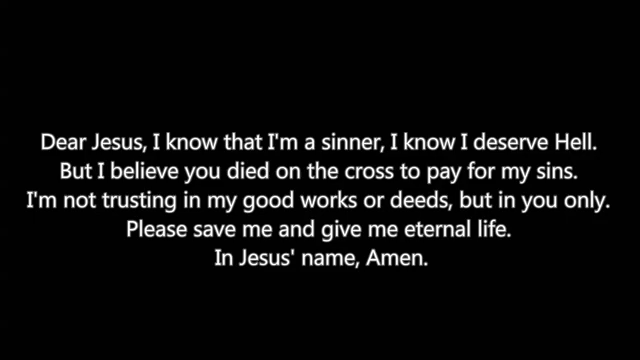 Dear Jesus, I know that I'm a sinner, I know I deserve Hell.
But I believe you died on the cross to pay for my sins.
I'm not trusting in my good works or deeds, but in you only.
Please save me and give me eternal life.
In Jesus' name, Amen.